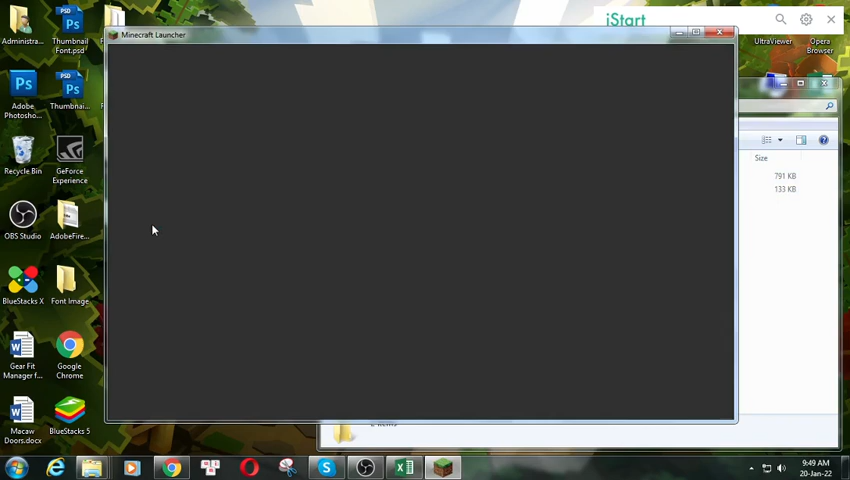 Minecraft Launcher
iStart
Administra...
Thumbnail
Font.psd
UltraViewer
Opera
Browser
Adobe
Photosho...
Thumbnai...
Size
791 KB
133 KB
Recycle Bin
GeForce
Experience
OBS Studio
AdobeFire...
BlueStacks X
Font Image
Gear Fit
Manager f...
Google
Chrome
Macaw
Doors.docx
BlueStacks 5
9:49 AM
20-Jan-22